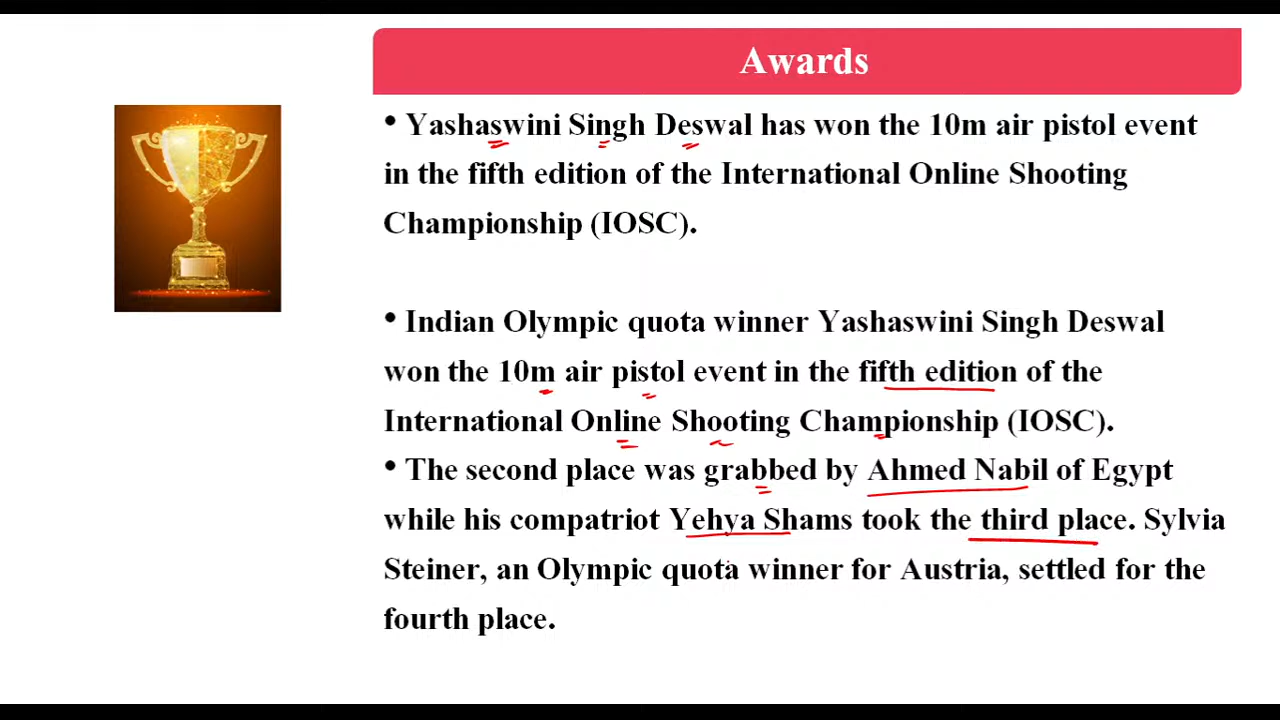 Awards
• Yashaswini Singh Deswal has won the 10m air pistol event
in the fifth edition of the International Online Shooting
Championship (IOSC).
• Indian Olympic quota winner Yashaswini Singh Deswal
won the 10m air pistol event in the fifth edition of the
International Online Shooting Championship (IOSC).
• The second place was grabbed by Ahmed Nabil of Egypt
while his compatriot Yehya Shams took the third place. Sylvia
Steiner, an Olympic quota winner for Austria, settled for the
fourth place.